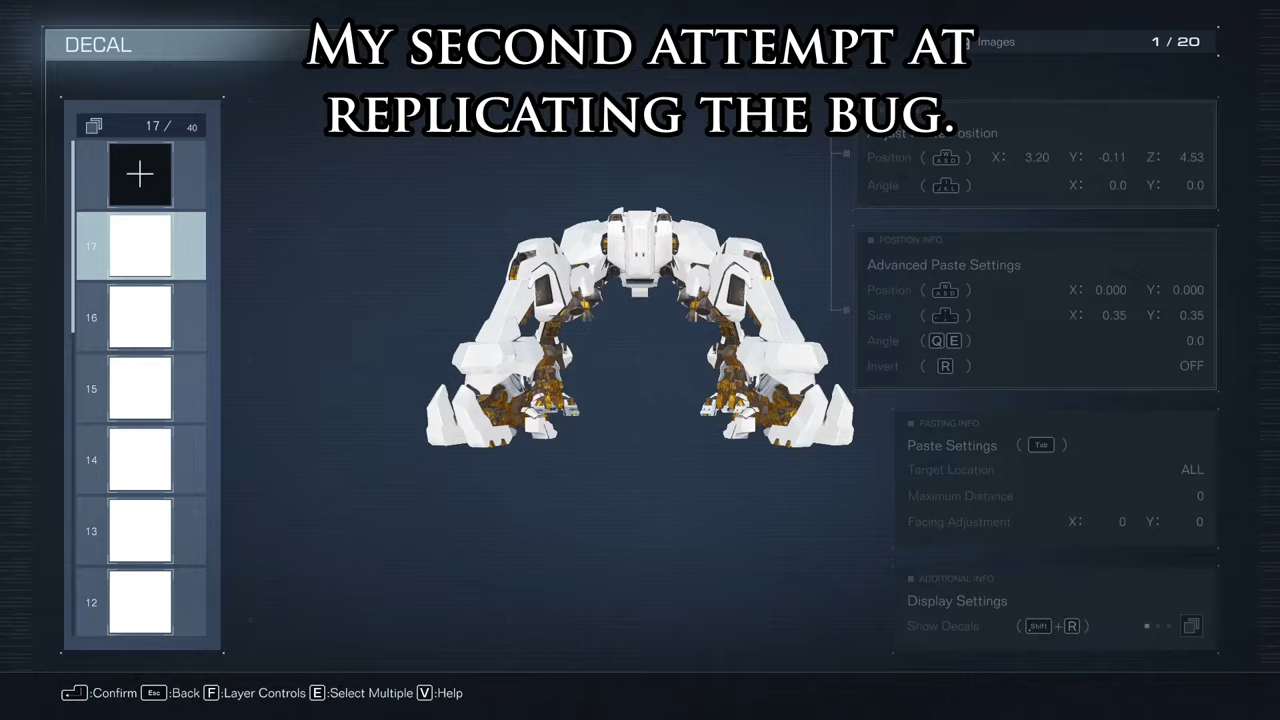 DECAL
MY SECOND ATTEMPT AT
REPLICATING THE BUG.
Images 1 / 20
17 / 40
17
16
15
14
13
12
Position
Position ( W A S D ) X: 3.20 Y: -0.11 Z: 4.53
Angle ( I J K L ) X: 0.0 Y: 0.0
POSITION INFO
Advanced Paste Settings
Position ( W A S D ) X: 0.000 Y: 0.000
Size X: 0.35 Y: 0.35
Angle ( Q E ) 0.0
Invert ( R ) OFF
PASTING INFO
Paste Settings ( Tab )
Target Location ALL
Maximum Distance 0
Facing Adjustment X: 0 Y: 0
ADDITIONAL INFO
Display Settings
Show Decals ( Shift + R )
:Confirm Esc :Back F :Layer Controls E :Select Multiple V :Help